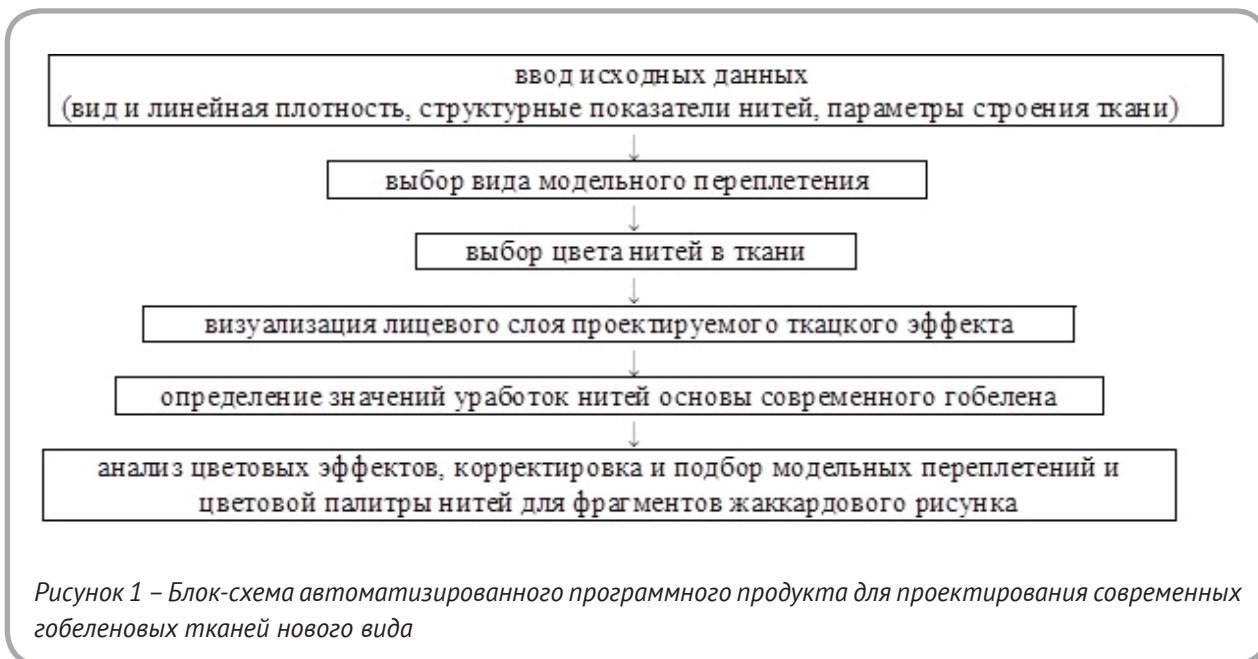 ввод исходных данных
(вид и линейная плотность, структурные показатели нитей, параметры строения ткани)
↓
выбор вида модельного переплетения
↓
выбор цвета нитей в ткани
↓
визуализация лицевого слоя проектируемого ткацкого эффекта
↓
определение значений уработок нитей основы современного гобелена
↓
анализ цветовых эффектов, корректировка и подбор модельных переплетений и
цветовой палитры нитей для фрагментов жаккардового рисунка
Рисунок 1 – Блок-схема автоматизированного программного продукта для проектирования современных
гобеленовых тканей нового вида